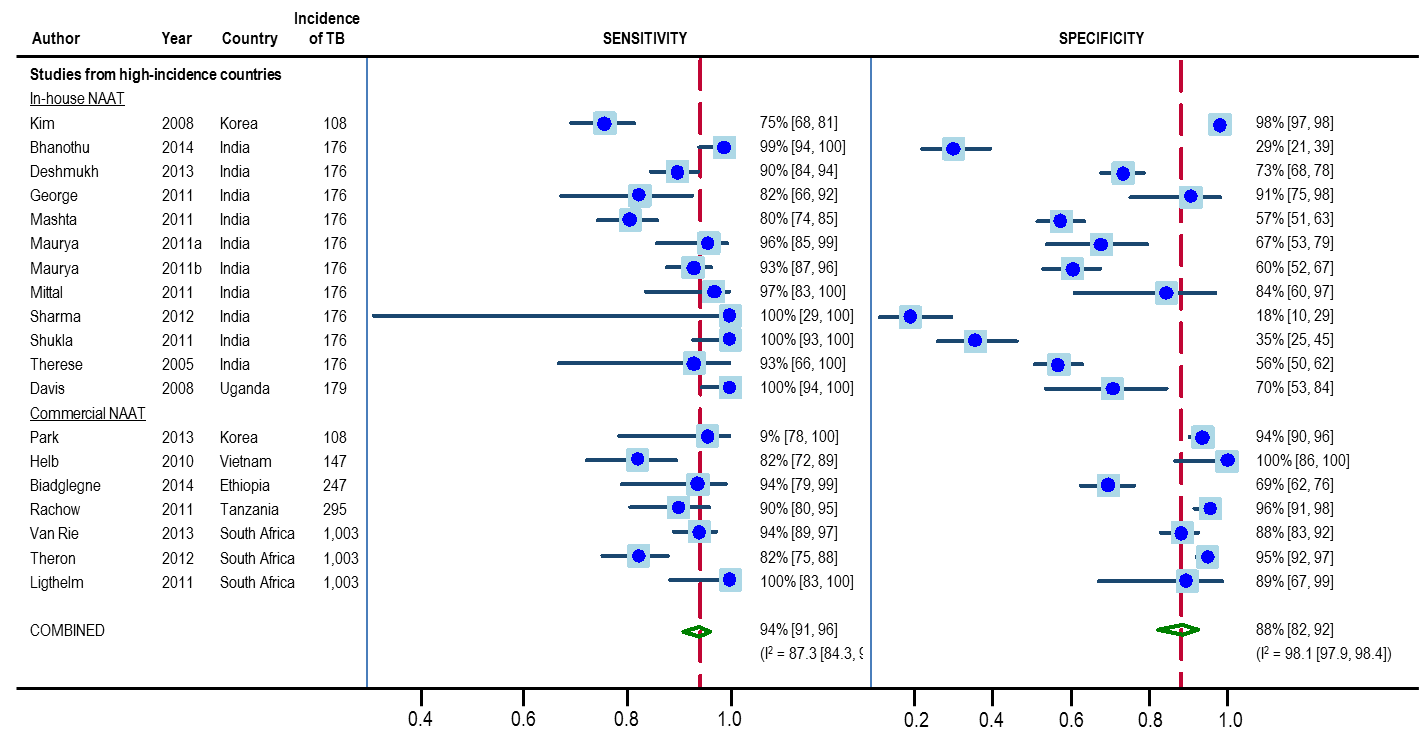 Incidence
Author Year Country of TB SENSITIVITY SPECIFICITY
Studies from high-incidence countries
In-house NAAT
Kim 2008 Korea 108 75% [68, 81] 98% [97, 98]
Bhanothu 2014 India 176 99% [94, 100] 29% [21, 39]
Deshmukh 2013 India 176 90% [84, 94] 73% [68, 78]
George 2011 India 176 82% [66, 92] 91% [75, 98]
Mashta 2011 India 176 80% [74, 85] 57% [51, 63]
Maurya 2011a India 176 96% [85, 99] 67% [53, 79]
Maurya 2011b India 176 93% [87, 96] 60% [52, 67]
Mittal 2011 India 176 97% [83, 100] 84% [60, 97]
Sharma 2012 India 176 100% [29, 100] 18% [10, 29]
Shukla 2011 India 176 100% [93, 100] 35% [25, 45]
Therese 2005 India 176 93% [66, 100] 56% [50, 62]
Davis 2008 Uganda 179 100% [94, 100] 70% [53, 84]
Commercial NAAT
Park 2013 Korea 108 9% [78, 100] 94% [90, 96]
Helb 2010 Vietnam 147 82% [72, 89] 100% [86, 100]
Biadglegne 2014 Ethiopia 247 94% [79, 99] 69% [62, 76]
Rachow 2011 Tanzania 295 90% [80, 95] 96% [91, 98]
Van Rie 2013 South Africa 1,003 94% [89, 97] 88% [83, 92]
Theron 2012 South Africa 1,003 82% [75, 88] 95% [92, 97]
Ligthelm 2011 South Africa 1,003 100% [83, 100] 89% [67, 99]
COMBINED 94% [91, 96] 88% [82, 92]
(I² = 87.3 [84.3, (I² = 98.1 [97.9, 98.4])
0.4 0.6 0.8 1.0 0.2 0.4 0.6 0.8 1.0